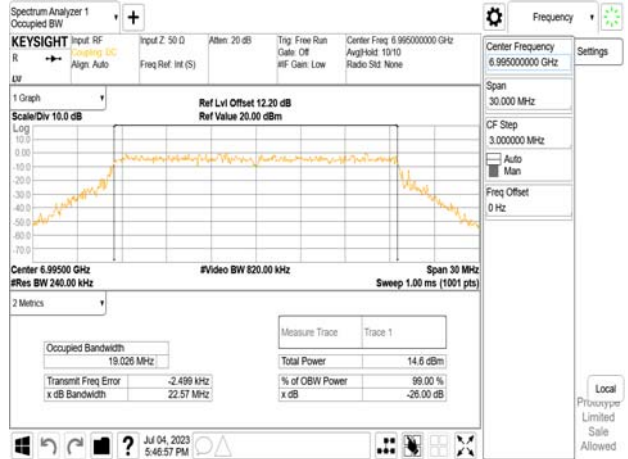 Spectrum Analyzer 1
Occupied BW
Frequency
KEYSIGHT
Input: RF
Coupling: DC
Align: Auto
Input Z: 50 Ω
Freq Ref: Int (S)
Atten: 20 dB
Trig: Free Run
Gate: Off
#IF Gain: Low
Center Freq: 6.995000000 GHz
Avg|Hold: 10/10
Radio Std: None
R
LM
1 Graph
Scale/Div 10.0 dB
Ref Lvl Offset 12.20 dB
Ref Value 20.00 dBm
Log
10.0
0.00
-10.0
-20.0
-30.0
-40.0
-50.0
-60.0
-70.0
Center 6.99500 GHz
#Res BW 240.00 kHz
#Video BW 820.00 kHz
Span 30 MHz
Sweep 1.00 ms (1001 pts)
2 Metrics
Measure Trace
Trace 1
Occupied Bandwidth
19.026 MHz
Total Power
14.6 dBm
Transmit Freq Error
-2.499 kHz
% of OBW Power
99.00 %
x dB Bandwidth
22.57 MHz
x dB
-26.00 dB
Jul 04, 2023
5:46:57 PM
Center Frequency
6.995000000 GHz
Settings
Span
30.000 MHz
CF Step
3.000000 MHz
Auto
Man
Freq Offset
0 Hz
Local
Prototype
Limited
Sale
Allowed